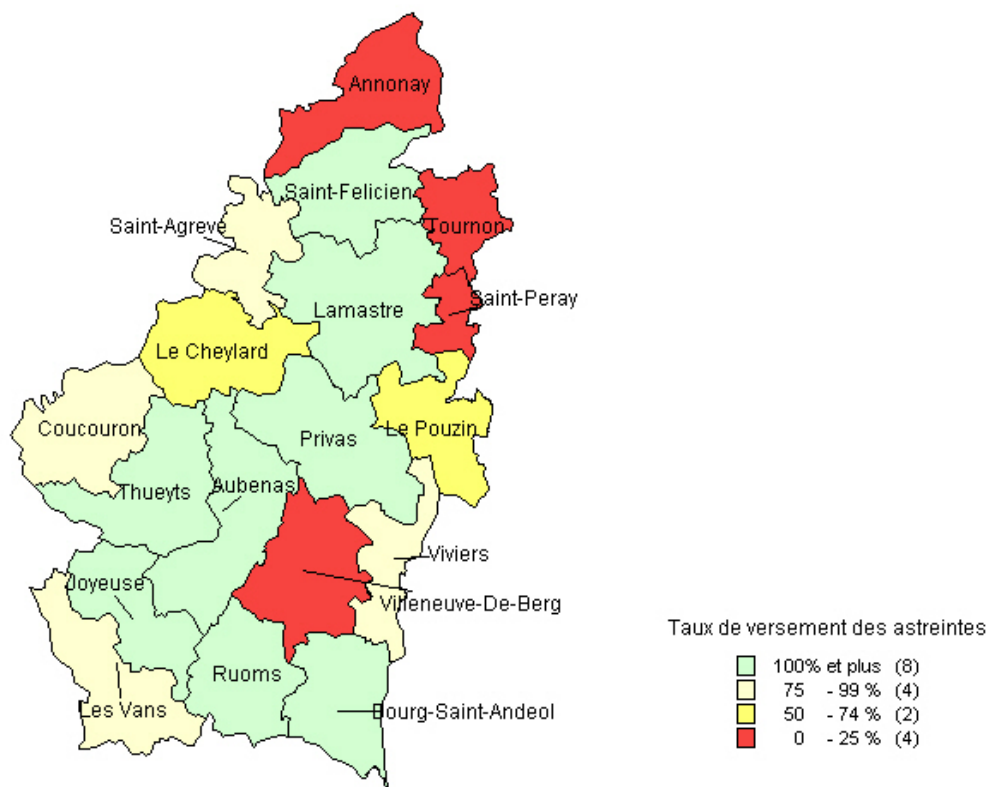 Annonay
Saint-Felicien
Saint-Agreve
Tournon
Lamastre
Saint-Peray
Le Cheylard
Coucouron
Privas
Le Pouzin
Thueyts
Aubenas
Viviers
Joyeuse
Villeneuve-De-Berg
Ruoms
Les Vans
Bourg-Saint-Andeol
Taux de versement des astreintes
100% et plus (8)
75 - 99 % (4)
50 - 74 % (2)
0 - 25 % (4)